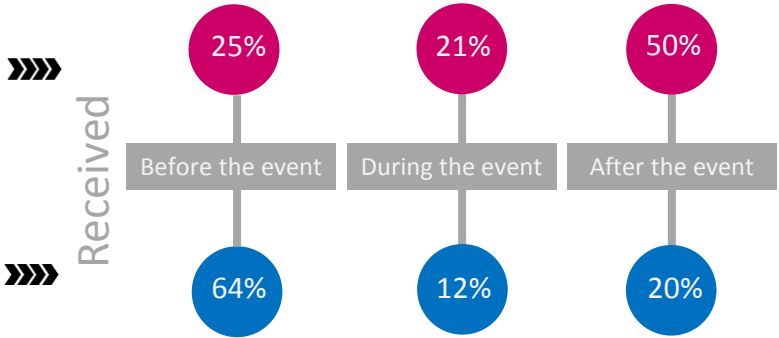 25% 21% 50%
Received
Before the event During the event After the event
64% 12% 20%